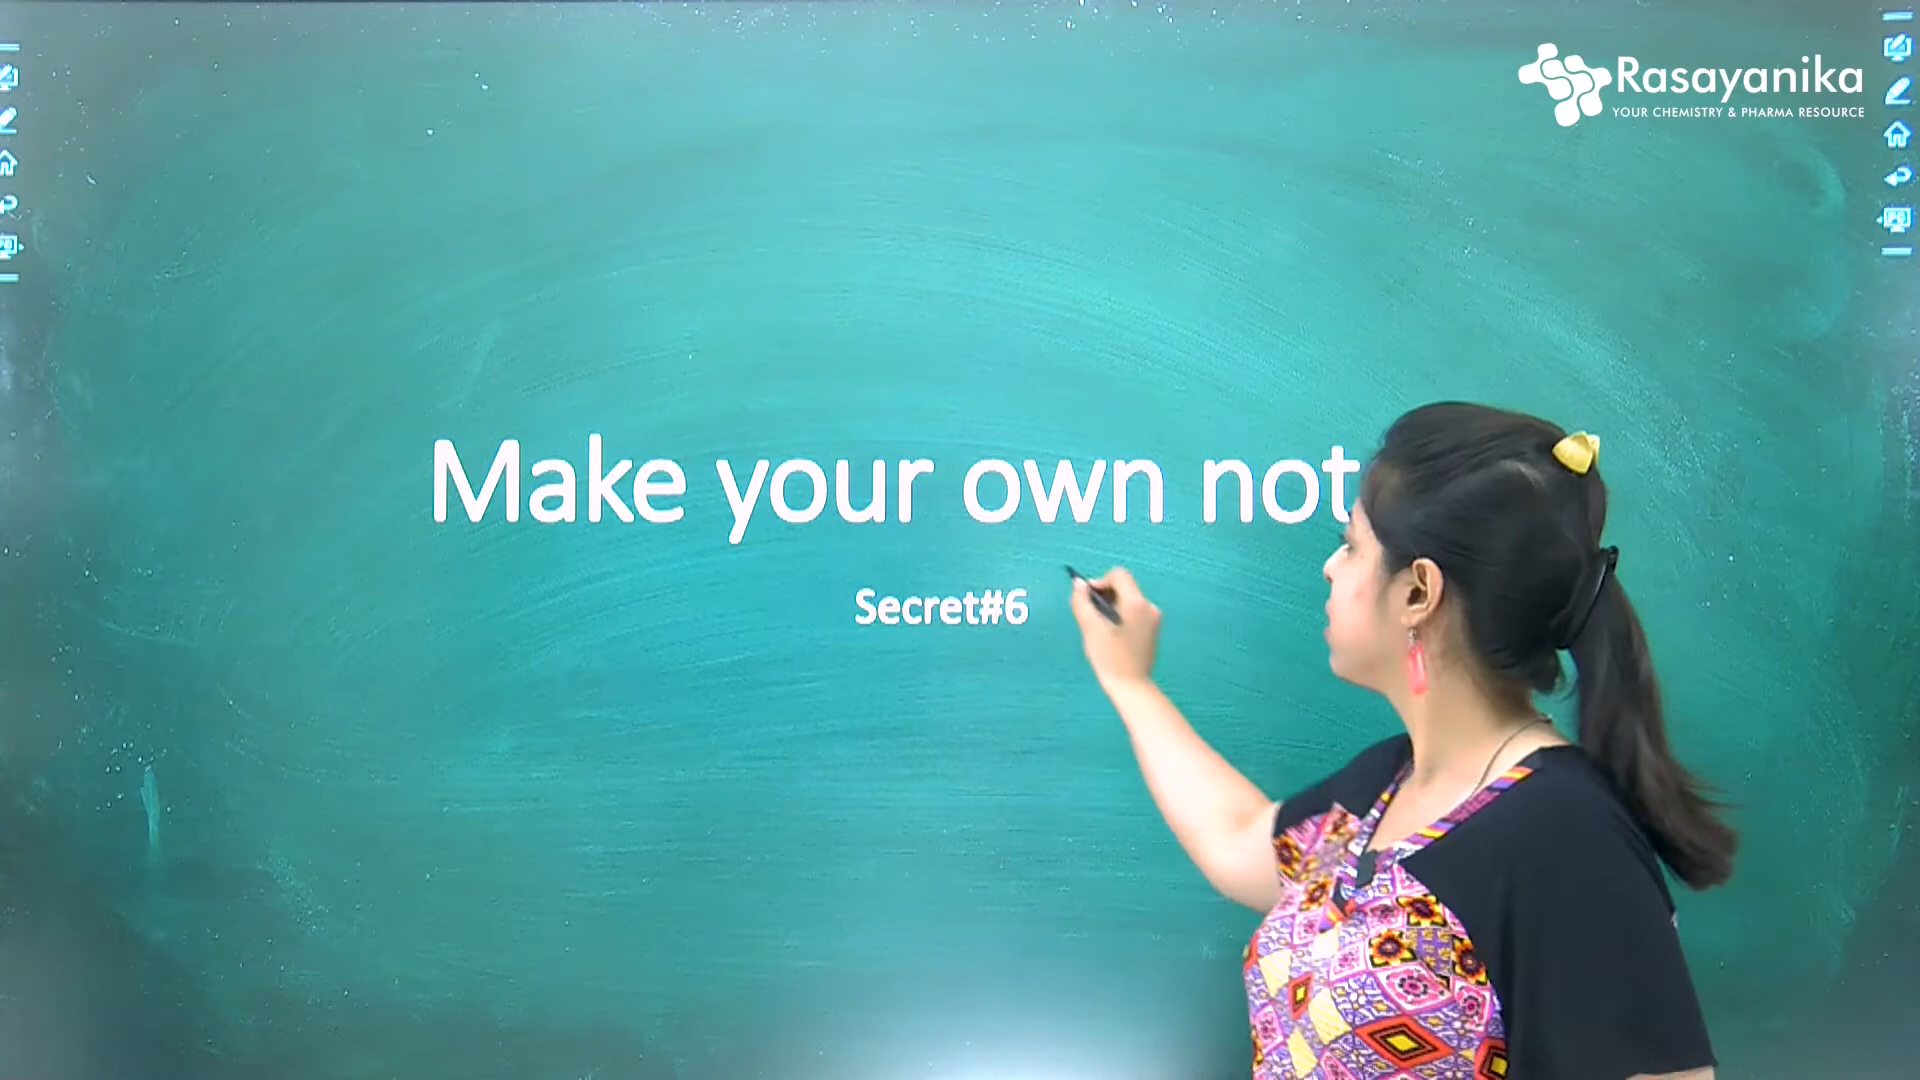 Rasayanika
YOUR CHEMISTRY & PHARMA RESOURCE
Make your own not
Secret#6